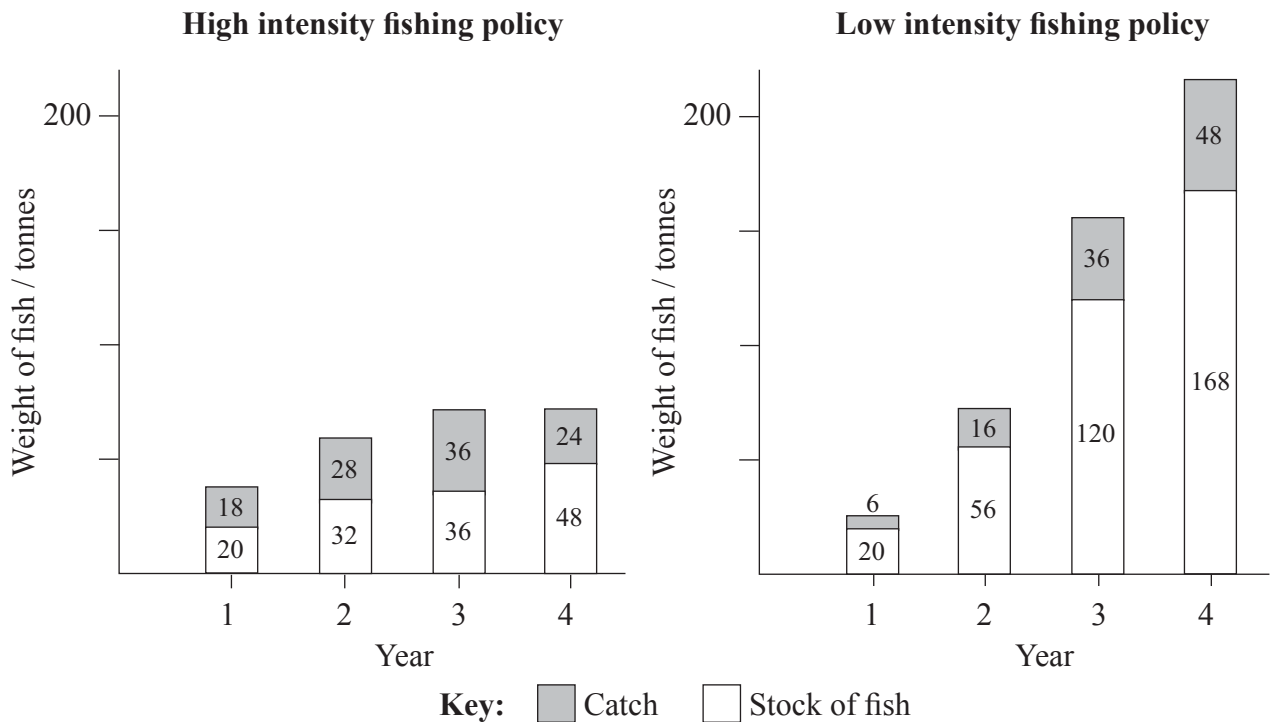 High intensity fishing policy
200
Weight of fish / tonnes
18
20
28
32
36
36
24
48
1 2 3 4
Year
Low intensity fishing policy
200
Weight of fish / tonnes
6
20
16
56
36
120
48
168
1 2 3 4
Year
Key: Catch Stock of fish